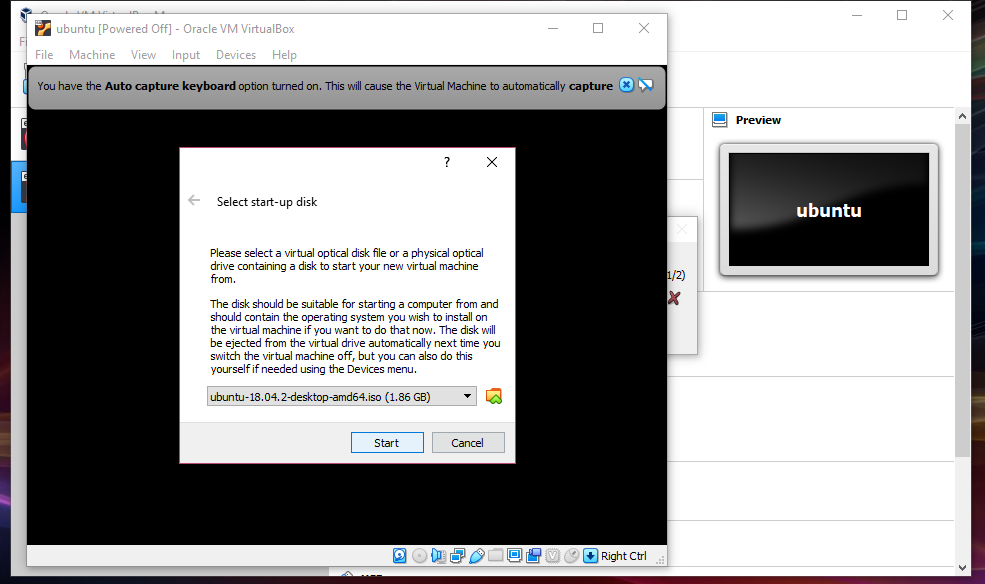 ubuntu [Powered Off] - Oracle VM VirtualBox
File Machine View Input Devices Help
You have the Auto capture keyboard option turned on. This will cause the Virtual Machine to automatically capture
Preview
ubuntu
?
Select start-up disk
Please select a virtual optical disk file or a physical optical
drive containing a disk to start your new virtual machine
from.
The disk should be suitable for starting a computer from and
should contain the operating system you wish to install on
the virtual machine if you want to do that now. The disk will
be ejected from the virtual drive automatically next time you
switch the virtual machine off, but you can also do this
yourself if needed using the Devices menu.
ubuntu-18.04.2-desktop-amd64.iso (1.86 GB)
Start Cancel
1/2)
Right Ctrl